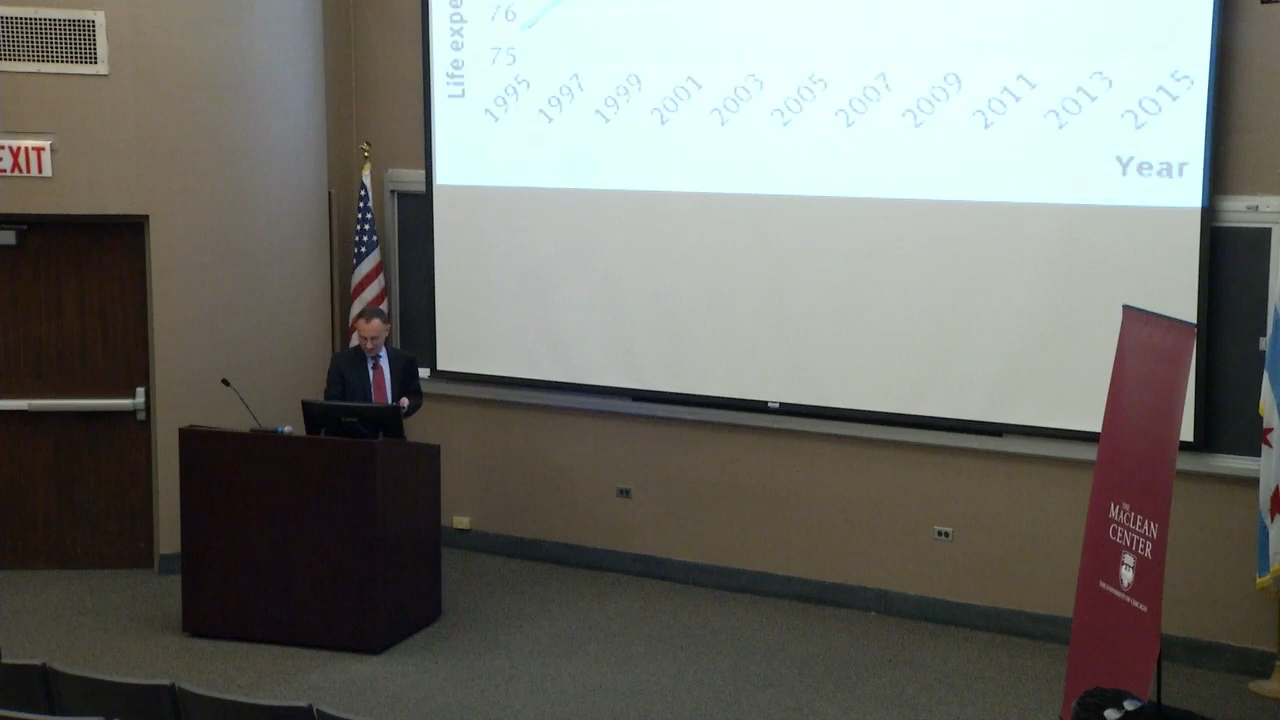 Life expe
76
75
1995 1997 1999 2001 2003 2005 2007 2009 2011 2013 2015
Year
EXIT
THE
MACLEAN
CENTER
THE UNIVERSITY OF CHICAGO